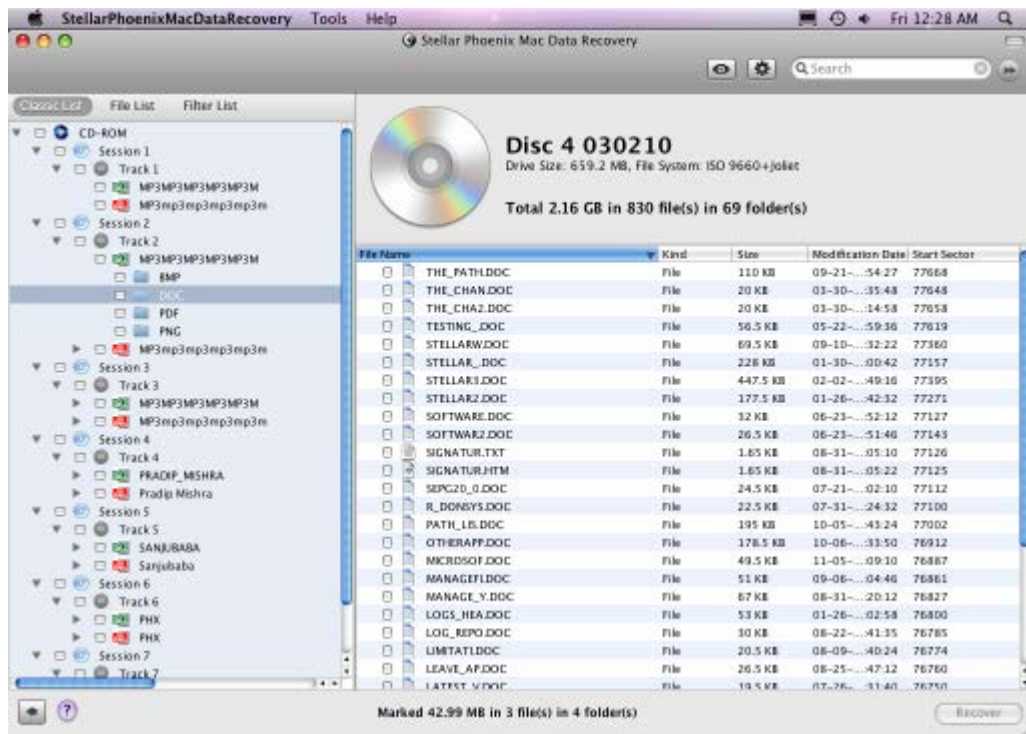 StellarPhoenixMacDataRecovery Tools Help Fri 12:28 AM
Stellar Phoenix Mac Data Recovery
Search
Classic List File List Filter List
CD-ROM
Session 1
Track 1
MP3MP3MP3MP3MP3M
MP3mp3mp3mp3mp3m
Session 2
Track 2
MP3MP3MP3MP3MP3M
BMP
DOC
PDF
PNG
MP3mp3mp3mp3mp3m
Session 3
Track 3
MP3MP3MP3MP3MP3M
MP3mp3mp3mp3mp3m
Session 4
Track 4
PRADIP_MISHRA
Pradip Mishra
Session 5
Track 5
SANJUBABA
Sanjubaba
Session 6
Track 6
PHX
PHX
Session 7
Track 7
Disc 4 030210
Drive Size: 659.2 MB, File System: ISO 9660+Joliet
Total 2.16 GB in 830 file(s) in 69 folder(s)
File Name Kind Size Modification Date Start Sector
THE_PATH.DOC File 110 KB 09-21-...:54:27 77668
THE_CHAN.DOC File 20 KB 03-30-...:35:48 77648
THE_CHA2.DOC File 20 KB 03-30-...:14:58 77658
TESTING_.DOC File 56.5 KB 05-22-...:59:36 77619
STELLARW.DOC File 69.5 KB 09-10-...:32:22 77360
STELLAR_.DOC File 228 KB 01-30-...:00:42 77157
STELLAR3.DOC File 447.5 KB 02-02-...:49:16 77395
STELLAR2.DOC File 177.5 KB 01-26-...:42:32 77271
SOFTWARE.DOC File 32 KB 06-23-...:52:12 77127
SOFTWAR2.DOC File 26.5 KB 06-23-...:51:46 77143
SIGNATUR.TXT File 1.65 KB 08-31-...:05:10 77126
SIGNATUR.HTM File 1.65 KB 08-31-...:05:22 77125
SEPG20_0.DOC File 24.5 KB 07-21-...:02:10 77112
R_DONSYS.DOC File 22.5 KB 07-31-...:24:32 77100
PATH_LIS.DOC File 195 KB 10-05-...:43:24 77002
OTHERAPP.DOC File 178.5 KB 10-06-...:33:50 76912
MICROSOF.DOC File 49.5 KB 11-05-...:09:10 76887
MANAGEFI.DOC File 51 KB 09-06-...:04:46 76861
MANAGE_Y.DOC File 67 KB 08-31-...:20:12 76827
LOGS_HEA.DOC File 53 KB 01-26-...:02:58 76800
LOG_REPO.DOC File 30 KB 08-22-...:41:35 76785
LIMITATI.DOC File 20.5 KB 08-09-...:40:24 76774
LEAVE_AP.DOC File 26.5 KB 08-25-...:47:12 76760
LATEST_V.DOC File 19.5 KB 07-26-...:31:40 76750
Marked 42.99 MB in 3 file(s) in 4 folder(s)
Recover